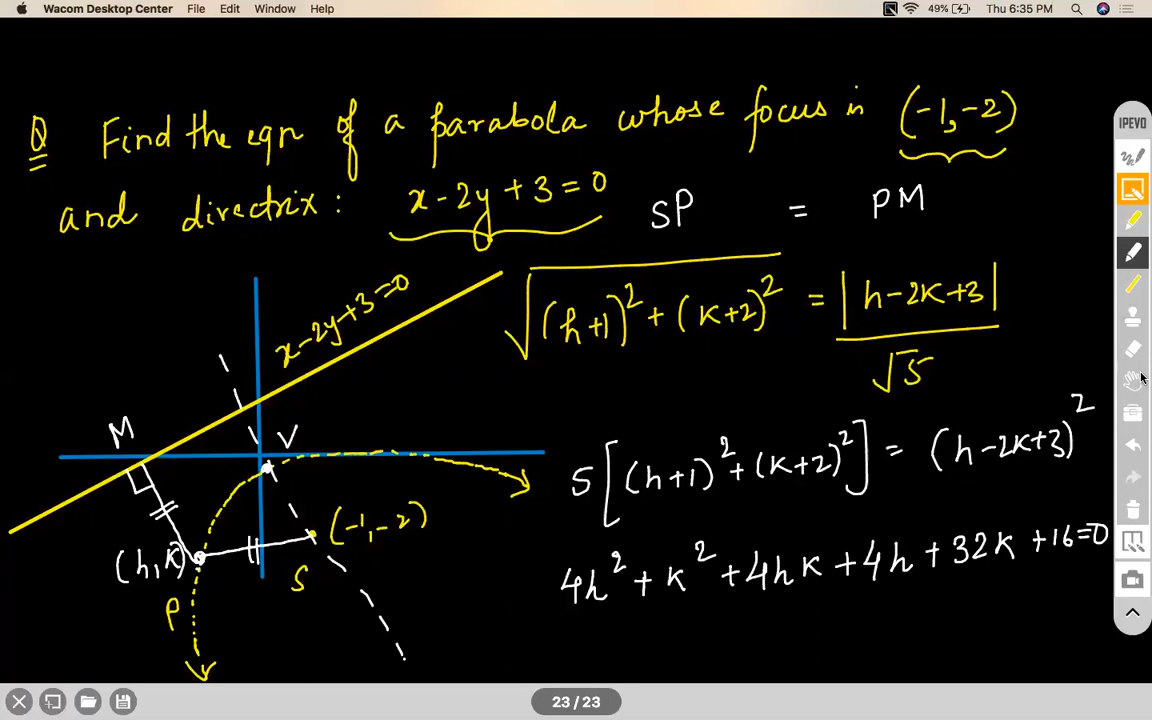 Wacom Desktop Center File Edit Window Help 49% Thu 6:35 PM
IPEVO
Q Find the eqn of a parabola whose focus is (-1,-2)
and directrix: x-2y+3=0
SP = PM
√((h+1)²+(k+2)²) = |h-2k+3|/√5
x-2y+3=0
5[(h+1)²+(k+2)²] = (h-2k+3)²
4h²+k²+4hk+4h+32k+16=0
M
V
(-1,-2)
(h,k)
S
P
23 / 23